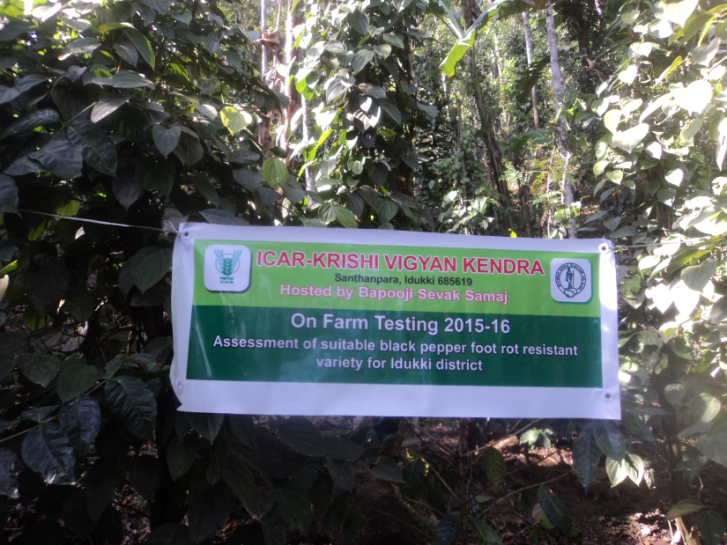 ICAR-KRISHI VIGYAN KENDRA
Santhanpara, Idukki 685619
Hosted by Bapooji Sevak Samaj
On Farm Testing 2015-16
Assessment of suitable black pepper foot rot resistant
variety for Idukki district